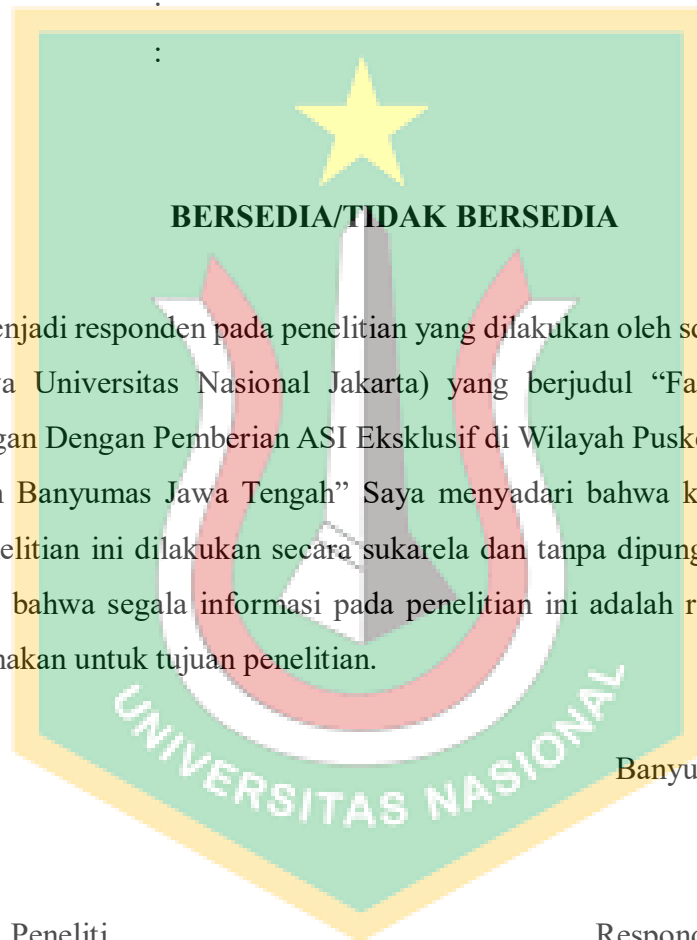 :
:
BERSEDIA/TIDAK BERSEDIA
enjadi responden pada penelitian yang dilakukan oleh
Universitas Nasional Jakarta) yang berjudul “Fa
gan Dengan Pemberian ASI Eksklusif di Wilayah Pusk
Banyumas Jawa Tengah” Saya menyadari bahwa k
elitian ini dilakukan secara sukarela dan tanpa dipung
bahwa segala informasi pada penelitian ini adalah r
nakan untuk tujuan penelitian.
Banyu
UNIVERSITAS NASIONAL
Peneliti Respond